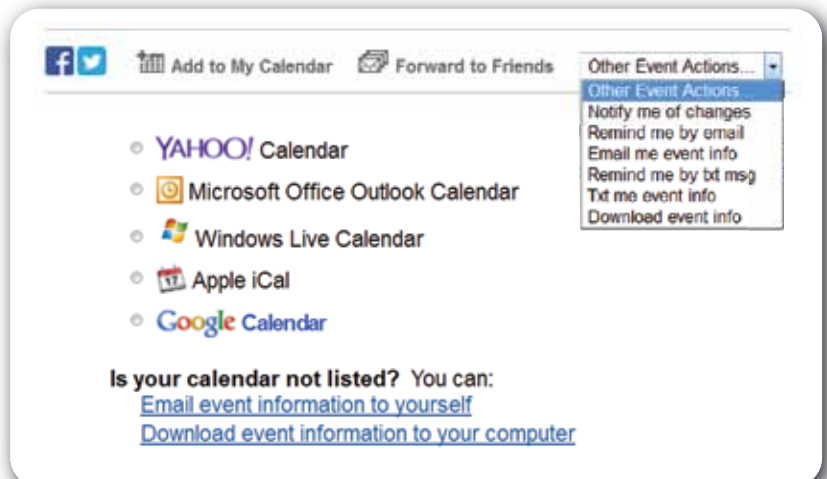 Add to My Calendar Forward to Friends Other Event Actions...
Other Event Actions...
Notify me of changes
Remind me by email
Email me event info
Remind me by txt msg
Txt me event info
Download event info
YAHOO! Calendar
Microsoft Office Outlook Calendar
Windows Live Calendar
17 Apple iCal
Google Calendar
Is your calendar not listed? You can:
Email event information to yourself
Download event information to your computer